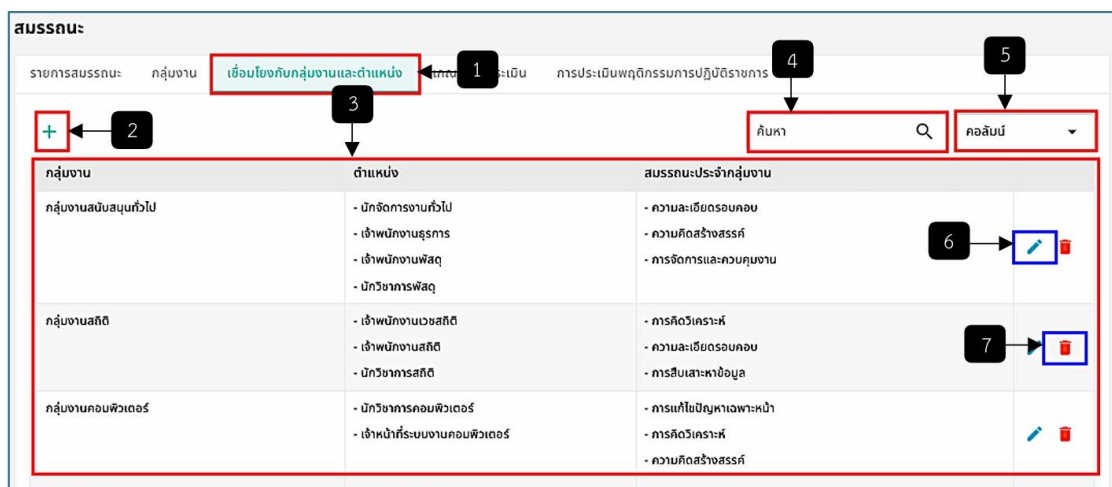 สมรรถนะ
รายการสมรรถนะ กลุ่มงาน เชื่อมโยงกับกลุ่มงานและตำแหน่ง 1 การประเมินพฤติกรรมการปฏิบัติราชการ 4 5
2 3 ค้นหา คอลัมน์
กลุ่มงาน ตำแหน่ง สมรรถนะประจำกลุ่มงาน
กลุ่มงานสนับสนุนทั่วไป - นักจัดการงานทั่วไป - ความละเอียดรอบคอบ
- เจ้าพนักงานธุรการ - ความคิดสร้างสรรค์ 6
- เจ้าพนักงานพัสดุ - การจัดการและควบคุมงาน
- นักวิชาการพัสดุ
กลุ่มงานสถิติ - เจ้าพนักงานเวชสถิติ - การคิดวิเคราะห์
- เจ้าพนักงานสถิติ - ความละเอียดรอบคอบ 7
- นักวิชาการสถิติ - การสืบเสาะหาข้อมูล
กลุ่มงานคอมพิวเตอร์ - นักวิชาการคอมพิวเตอร์ - การแก้ไขปัญหาเฉพาะหน้า
- เจ้าหน้าที่ระบบงานคอมพิวเตอร์ - การคิดวิเคราะห์
- ความคิดสร้างสรรค์